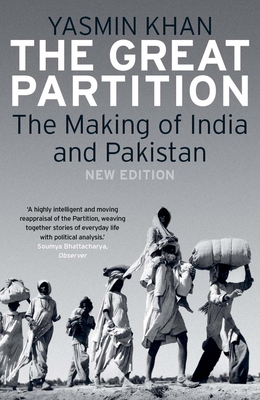 YASMIN KHAN
THE GREAT
PARTITION
The Making of India
and Pakistan
NEW EDITION
'A highly intelligent and moving
reappraisal of the Partition, weaving
together stories of everyday life
with political analysis.'
Soumya Bhattacharya,
Observer